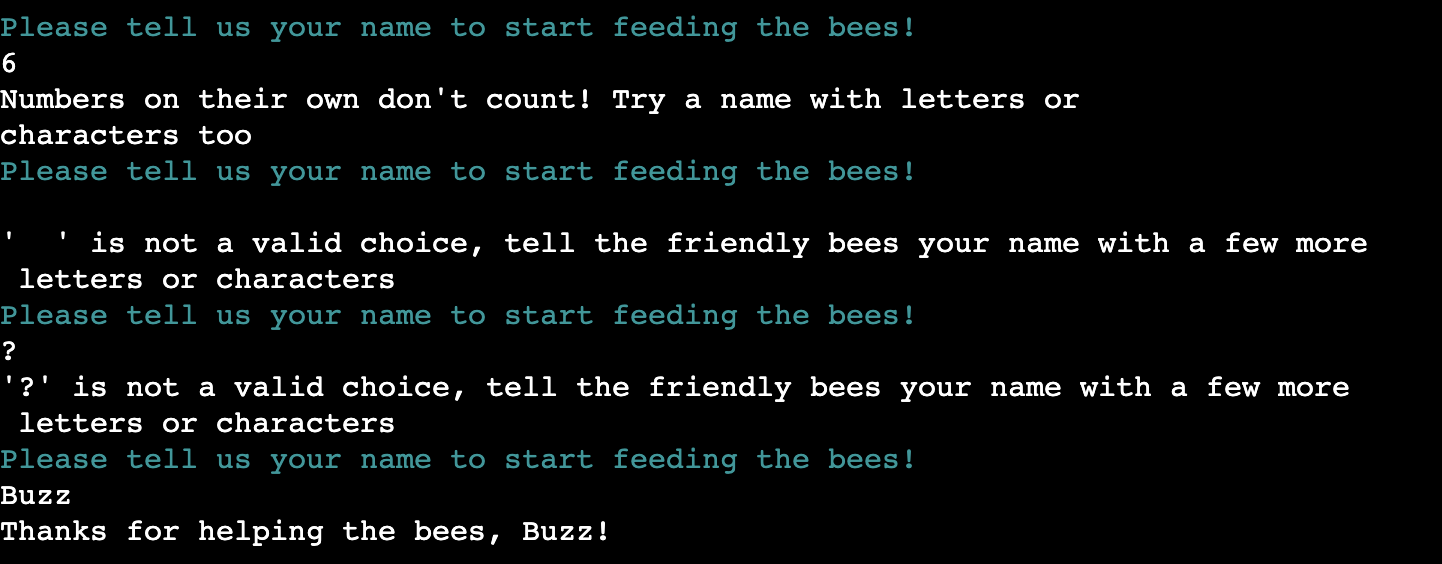 Please tell us your name to start feeding the bees!
6
Numbers on their own don't count! Try a name with letters or
characters too
Please tell us your name to start feeding the bees!

'  ' is not a valid choice, tell the friendly bees your name with a few more
 letters or characters
Please tell us your name to start feeding the bees!
?
'?' is not a valid choice, tell the friendly bees your name with a few more
 letters or characters
Please tell us your name to start feeding the bees!
Buzz
Thanks for helping the bees, Buzz!